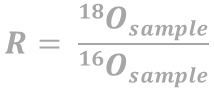 R = ¹⁸O_sample / ¹⁶O_sample